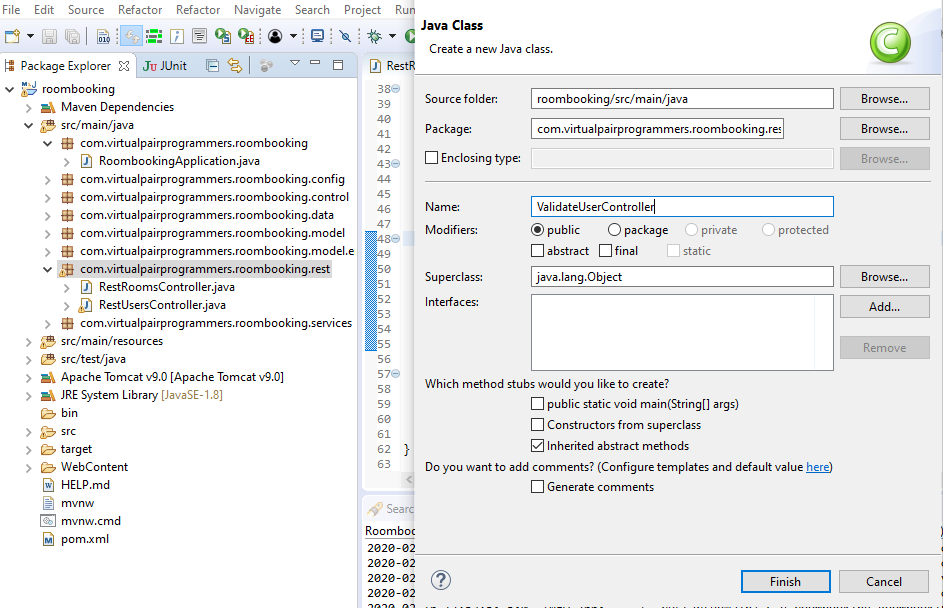 File Edit Source Refactor Refactor Navigate Search Project Run
Package Explorer
JUnit
roombooking
Maven Dependencies
src/main/java
com.virtualpairprogrammers.roombooking
RoombookingApplication.java
com.virtualpairprogrammers.roombooking.config
com.virtualpairprogrammers.roombooking.control
com.virtualpairprogrammers.roombooking.data
com.virtualpairprogrammers.roombooking.model
com.virtualpairprogrammers.roombooking.model.e
com.virtualpairprogrammers.roombooking.rest
RestRoomsController.java
RestUsersController.java
com.virtualpairprogrammers.roombooking.services
src/main/resources
src/test/java
Apache Tomcat v9.0 [Apache Tomcat v9.0]
JRE System Library [JavaSE-1.8]
bin
src
target
WebContent
HELP.md
mvnw
mvnw.cmd
pom.xml
RestR
38
39
40
41
42
43
44
45
46
47
48
49
50
51
52
53
54
55
56
57
58
59
60
61
62 }
63
Searc
Roomboo
2020-02
2020-02
2020-02
2020-02
2020-02
Java Class
Create a new Java class.
Source folder: roombooking/src/main/java Browse...
Package: com.virtualpairprogrammers.roombooking.res Browse...
Enclosing type: Browse...
Name: ValidateUserController
Modifiers: public package private protected
abstract final static
Superclass: java.lang.Object Browse...
Interfaces: Add...
Remove
Which method stubs would you like to create?
public static void main(String[] args)
Constructors from superclass
Inherited abstract methods
Do you want to add comments? (Configure templates and default value here)
Generate comments
? Finish Cancel